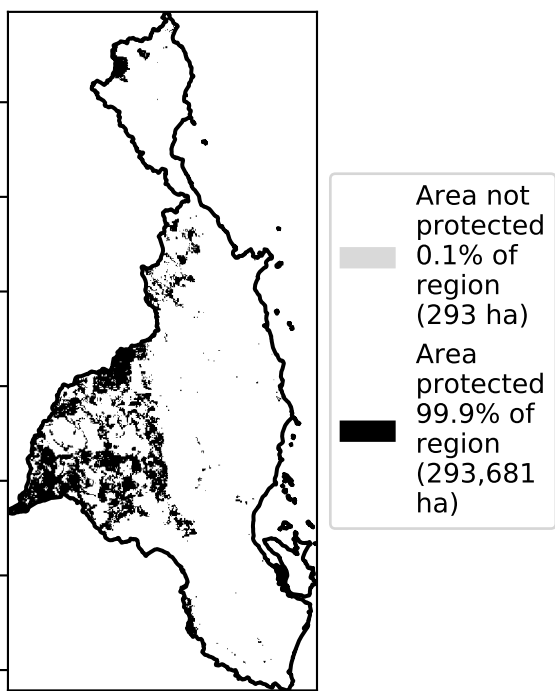 Area not
protected
0.1% of
region
(293 ha)
Area
protected
99.9% of
region
(293,681
ha)